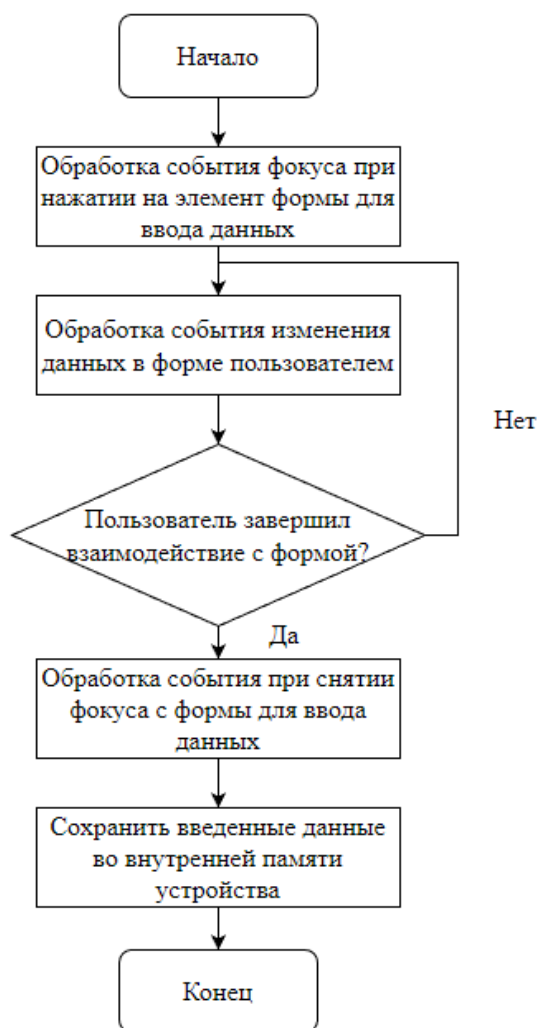 Начало
Обработка события фокуса при
нажатии на элемент формы для
ввода данных
Обработка события изменения
данных в форме пользователем
Нет
Пользователь завершил
взаимодействие с формой?
Да
Обработка события при снятии
фокуса с формы для ввода
данных
Сохранить введенные данные
во внутренней памяти
устройства
Конец